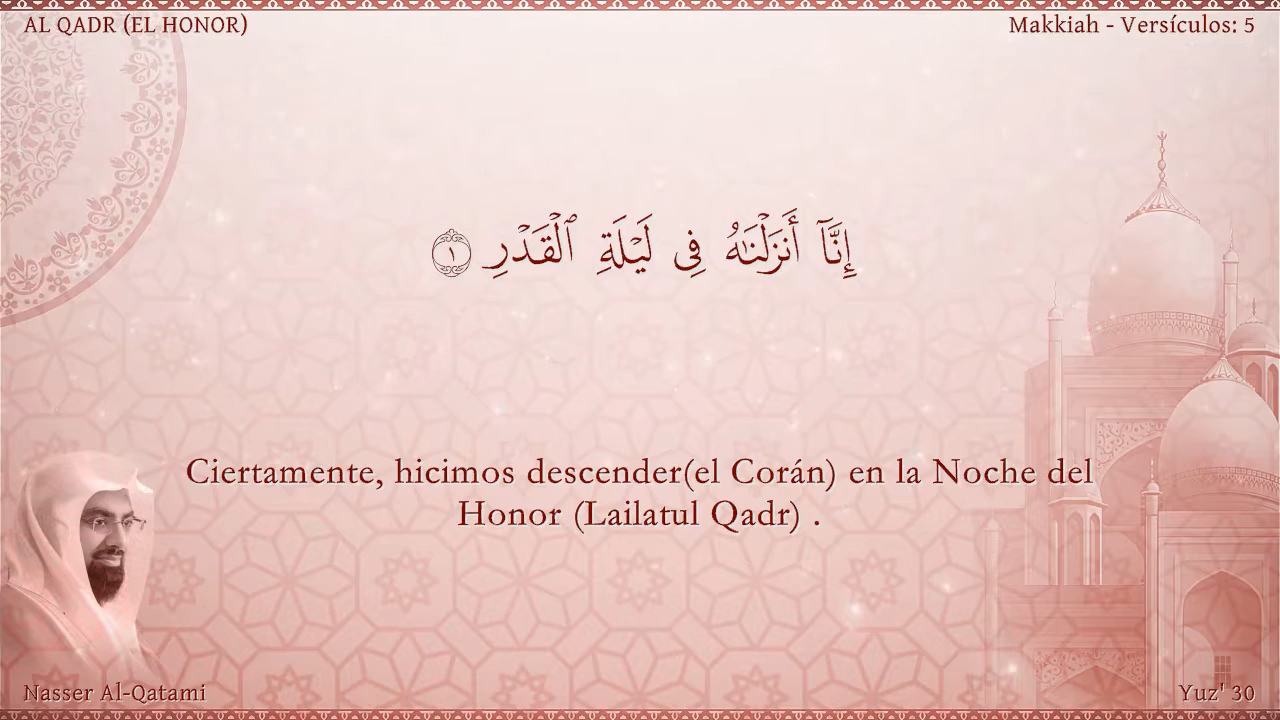 AL QADR (EL HONOR)
Makkiah - Versículos: 5
إِنَّآ أَنزَلْنَٰهُ فِى لَيْلَةِ ٱلْقَدْرِ ١
Ciertamente, hicimos descender(el Corán) en la Noche del
Honor (Lailatul Qadr) .
Nasser Al-Qatami
Yuz' 30